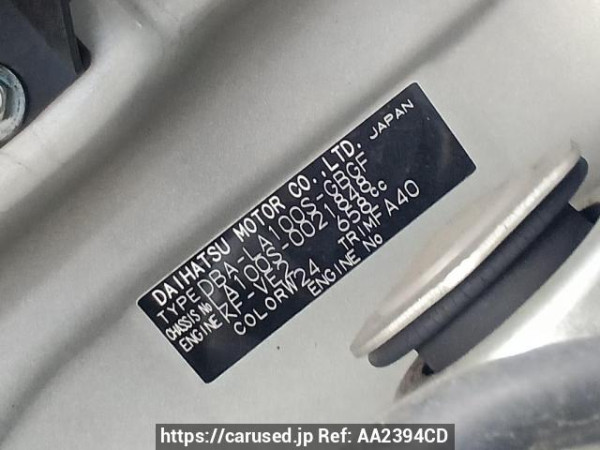 DAIHATSU MOTOR CO.,LTD. JAPAN
TYPE DBA-LA100S-GBGF
CHASSIS No LA100S-0021848
ENGINE KF-VE2 658cc
COLOR W24 TRIM FA40
ENGINE No
https://carused.jp Ref: AA2394CD